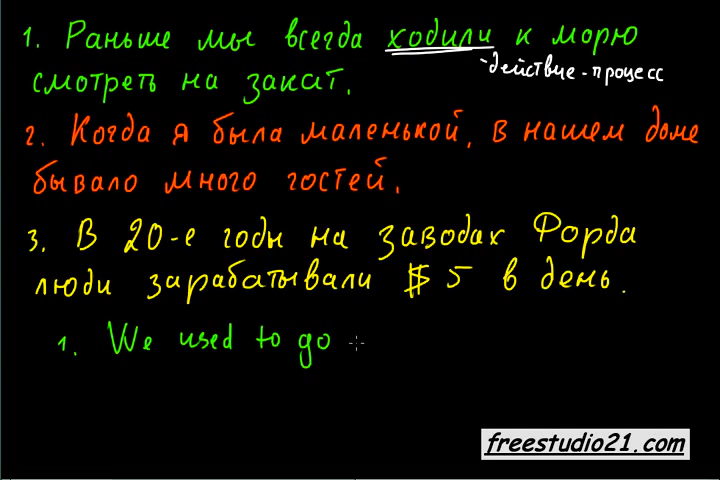 1. Раньше мы всегда ходили к морю
- действие - процесс
смотреть на закат.
2. Когда я была маленькой, в нашем доме
бывало много гостей.
3. В 20-е годы на заводах Форда
люди зарабатывали $5 в день.
1. We used to go
freestudio21.com